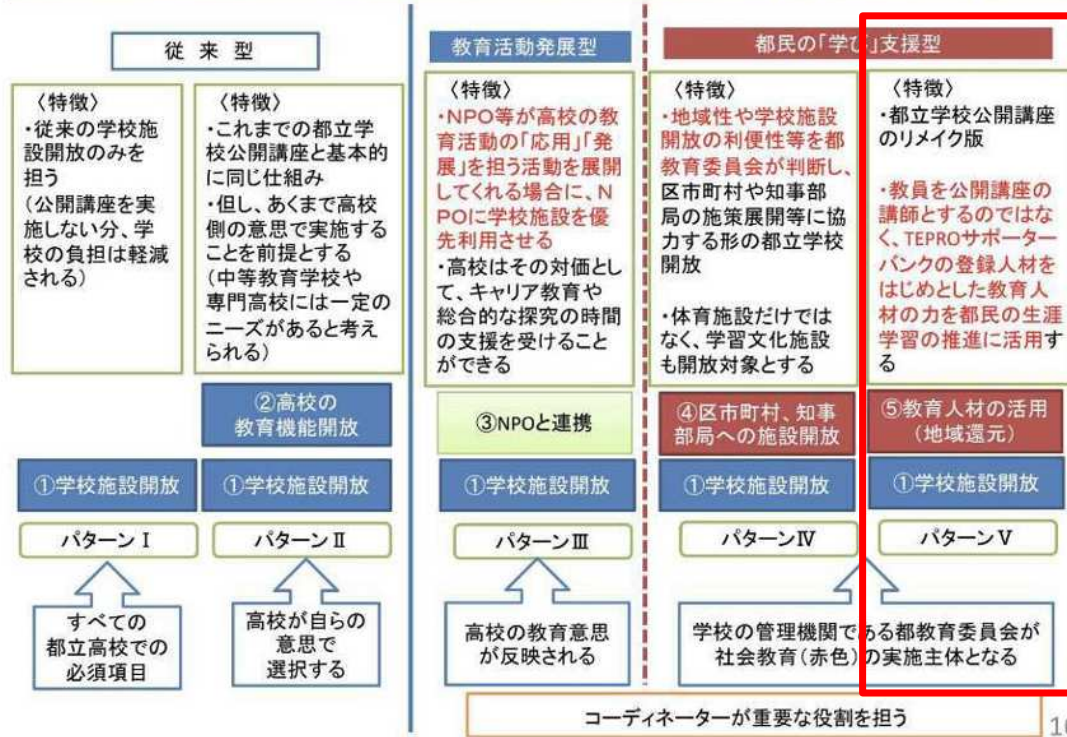 従来型
教育活動発展型
都民の「学び」支援型
〈特徴〉
・従来の学校施
設開放のみを
担う
(公開講座を実
施しない分、学
校の負担は軽減
される)
〈特徴〉
・これまでの都立学
校公開講座と基本的
に同じ仕組み
・但し、あくまで高校
側の意思で実施する
ことを前提とする
(中等教育学校や
専門高校には一定の
ニーズがあると考え
られる)
〈特徴〉
・NPO等が高校の教
育活動の「応用」「発
展」を担う活動を展開
してくれる場合に、N
POに学校施設を優
先利用させる
・高校はその対価とし
て、キャリア教育や
総合的な探究の時間
の支援を受けること
ができる
〈特徴〉
・地域性や学校施設
開放の利便性等を都
教育委員会が判断し、
区市町村や知事部
局の施策展開等に協
力する形の都立学校
開放
・体育施設だけでは
なく、学習文化施設
も開放対象とする
〈特徴〉
・都立学校公開講座
のリメイク版
・教員を公開講座の
講師とするのではな
く、TEPROサポーター
バンクの登録人材を
はじめとした教育人
材の力を都民の生涯
学習の推進に活用す
る
②高校の
教育機能開放
③NPOと連携
④区市町村、知事
部局への施設開放
⑤教育人材の活用
(地域還元)
①学校施設開放
①学校施設開放
①学校施設開放
①学校施設開放
①学校施設開放
パターンⅠ
パターンⅡ
パターンⅢ
パターンⅣ
パターンⅤ
すべての
都立高校での
必須項目
高校が自らの
意思で
選択する
高校の教育意思
が反映される
学校の管理機関である都教育委員会が
社会教育(赤色)の実施主体となる
コーディネーターが重要な役割を担う